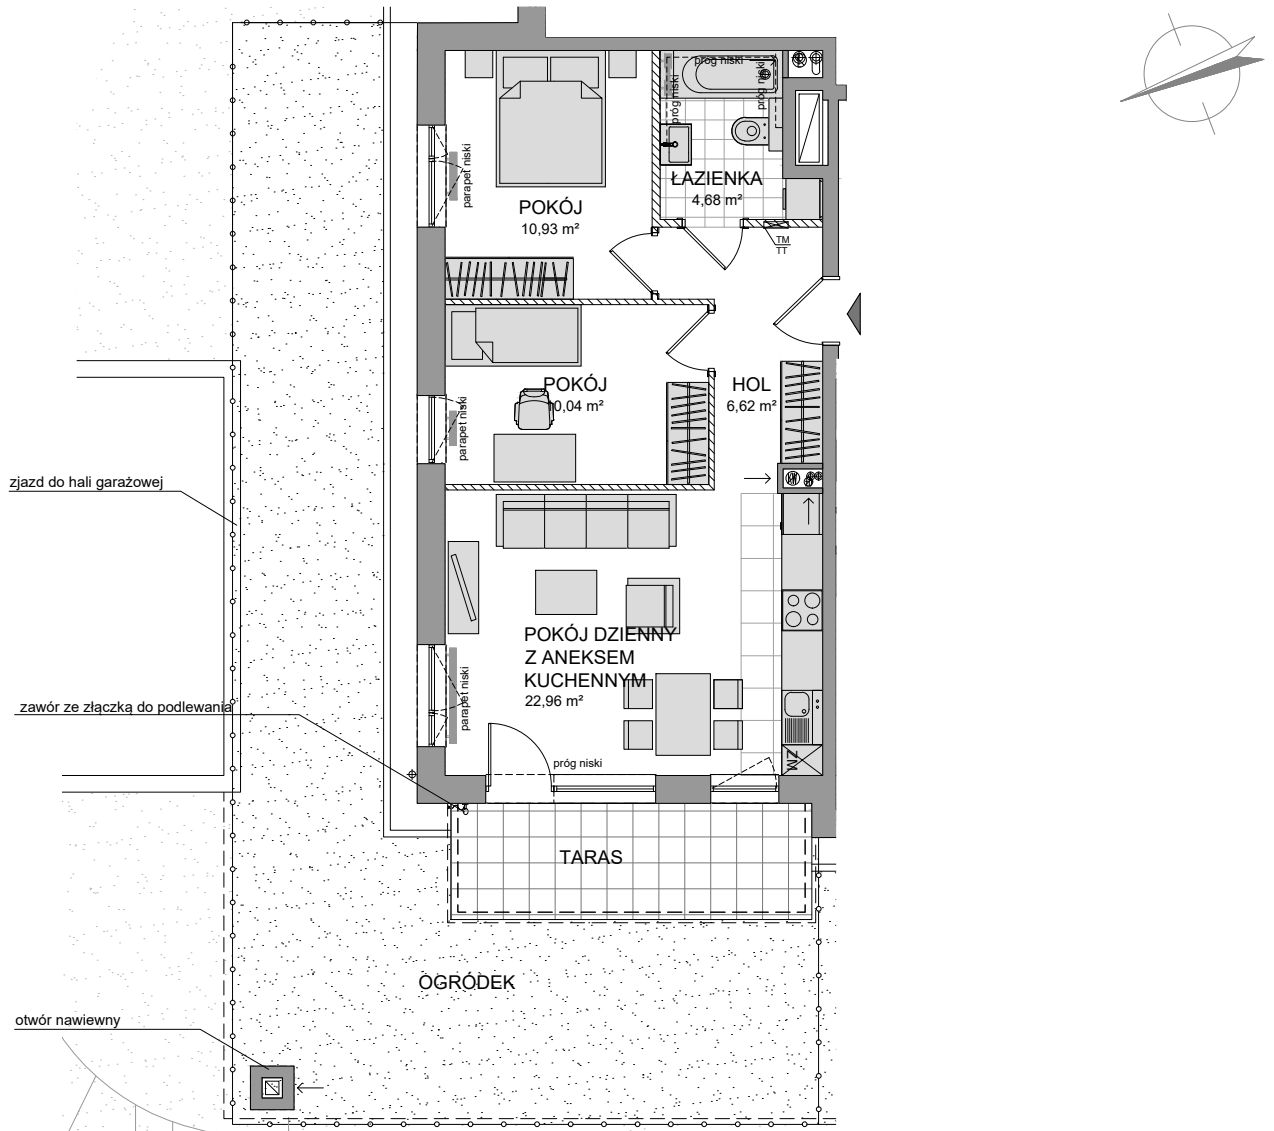 próg niski
próg niski
próg niski
parapet niski
ŁAZIENKA
4,68 m²
POKÓJ
10,93 m²
TM
TT
POKÓJ
10,04 m²
HOL
6,62 m²
parapet niski
zjazd do hali garażowej
POKÓJ DZIENNY
Z ANEKSEM
KUCHENNYM
22,96 m²
parapet niski
zawór ze złączką do podlewania
próg niski
ZM
TARAS
OGRÓDEK
otwór nawiewny